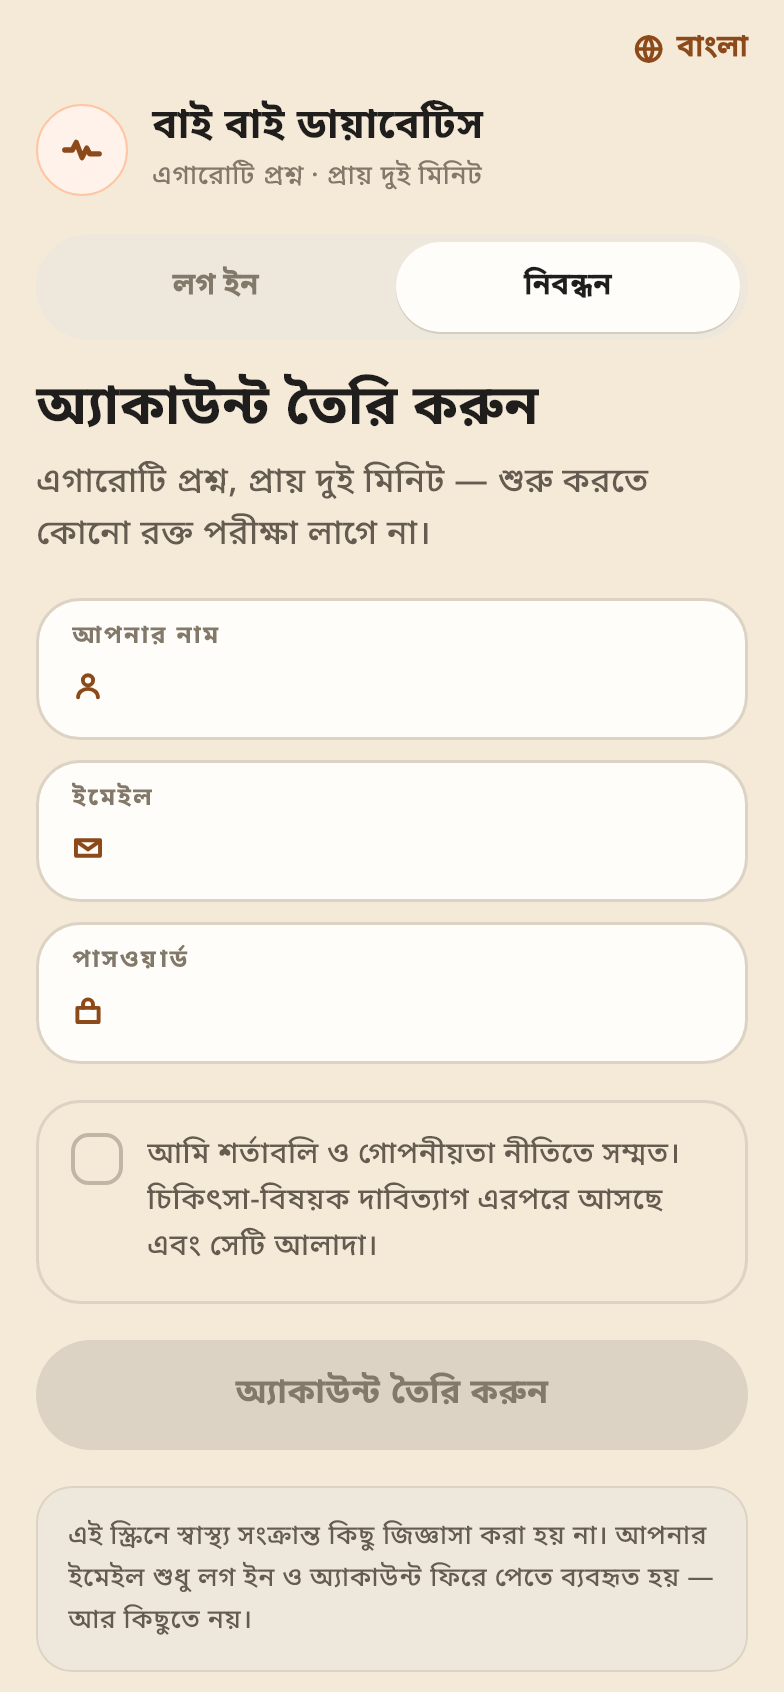 বাংলা
বাই বাই ডায়াবেটিস
এগারোটি প্রশ্ন · প্রায় দুই মিনিট
লগ ইন
নিবন্ধন
অ্যাকাউন্ট তৈরি করুন
এগারোটি প্রশ্ন, প্রায় দুই মিনিট — শুরু করতে
কোনো রক্ত পরীক্ষা লাগে না।
আপনার নাম
ইমেইল
পাসওয়ার্ড
আমি শর্তাবলি ও গোপনীয়তা নীতিতে সম্মত।
চিকিৎসা-বিষয়ক দাবিত্যাগ এরপরে আসছে
এবং সেটি আলাদা।
অ্যাকাউন্ট তৈরি করুন
এই স্ক্রিনে স্বাস্থ্য সংক্রান্ত কিছু জিজ্ঞাসা করা হয় না। আপনার
ইমেইল শুধু লগ ইন ও অ্যাকাউন্ট ফিরে পেতে ব্যবহৃত হয় —
আর কিছুতে নয়।